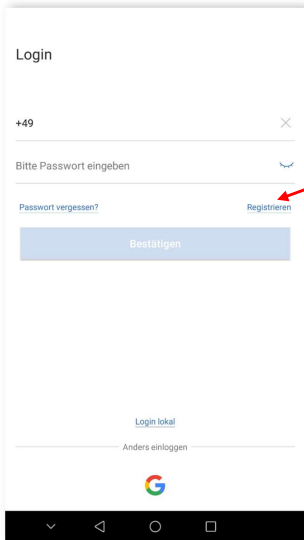 Login
+49
Bitte Passwort eingeben
Passwort vergessen? Registrieren
Bestätigen
Login lokal
Anders einloggen